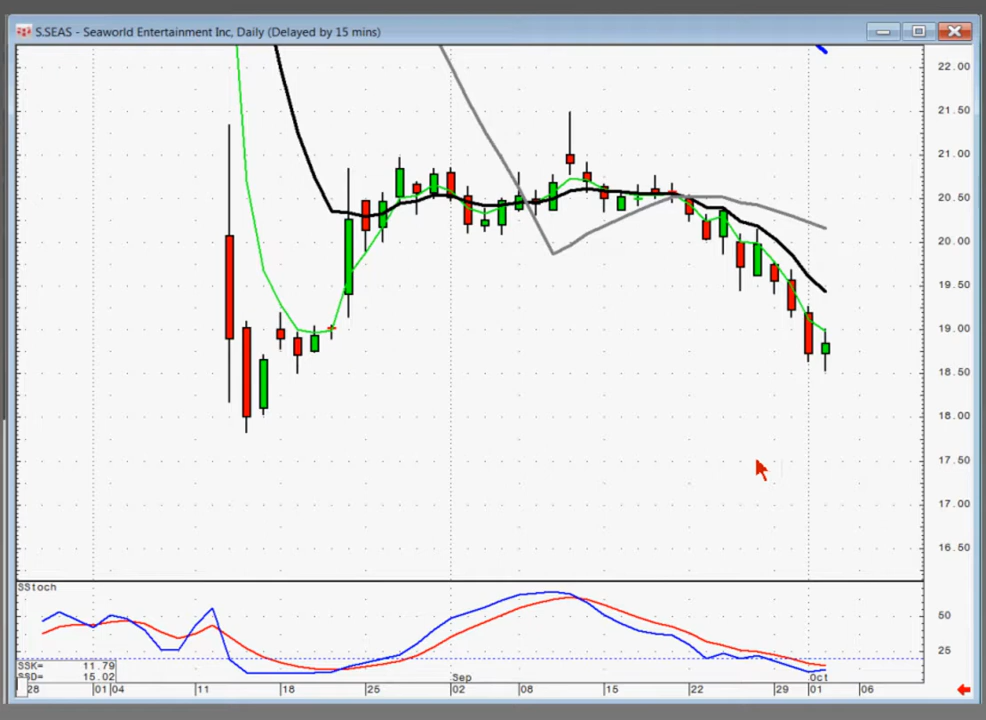 S.SEAS - Seaworld Entertainment Inc, Daily (Delayed by 15 mins)
22.00
21.50
21.00
20.50
20.00
19.50
19.00
18.50
18.00
17.50
17.00
16.50
SStoch
50
25
SSK= 11.79
SSD= 15.02
Sep Oct
28 01 04 11 18 25 02 08 15 22 29 01 06